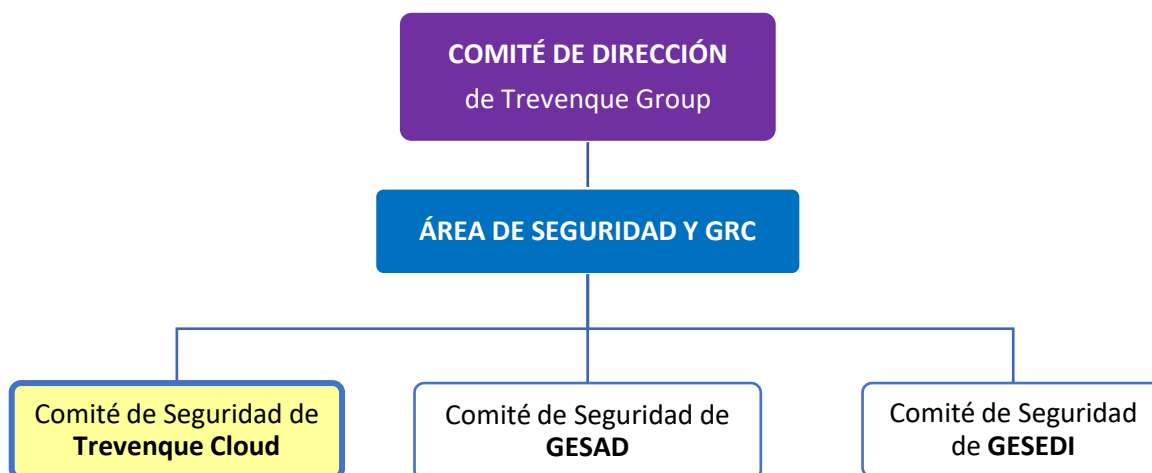 COMITÉ DE DIRECCIÓN
de Trevenque Group
ÁREA DE SEGURIDAD Y GRC
Comité de Seguridad de
Trevenque Cloud
Comité de Seguridad de
GESAD
Comité de Seguridad
de GESEDI